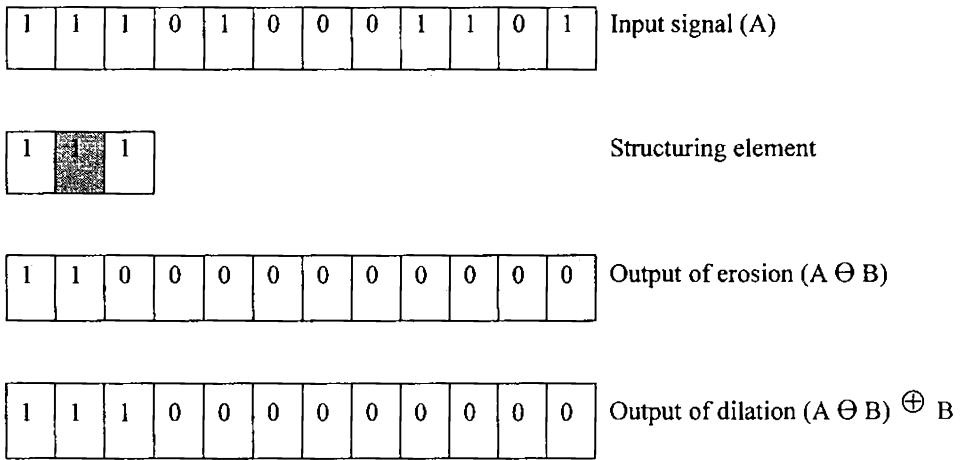 1 1 1 0 1 0 0 0 1 1 0 1 Input signal (A)
1 1 1 Structuring element
1 1 0 0 0 0 0 0 0 0 0 0 Output of erosion (A ⊖ B)
1 1 1 0 0 0 0 0 0 0 0 0 Output of dilation (A ⊖ B) ⊕ B